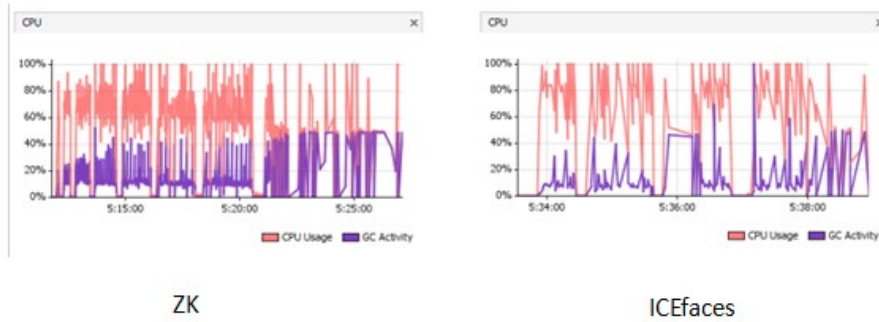 CPU ×
100%
80%
60%
40%
20%
0%
5:15:00 5:20:00 5:25:00
CPU Usage GC Activity
ZK
CPU
100%
80%
60%
40%
20%
0%
5:34:00 5:36:00 5:38:00
CPU Usage GC Activity
ICEfaces